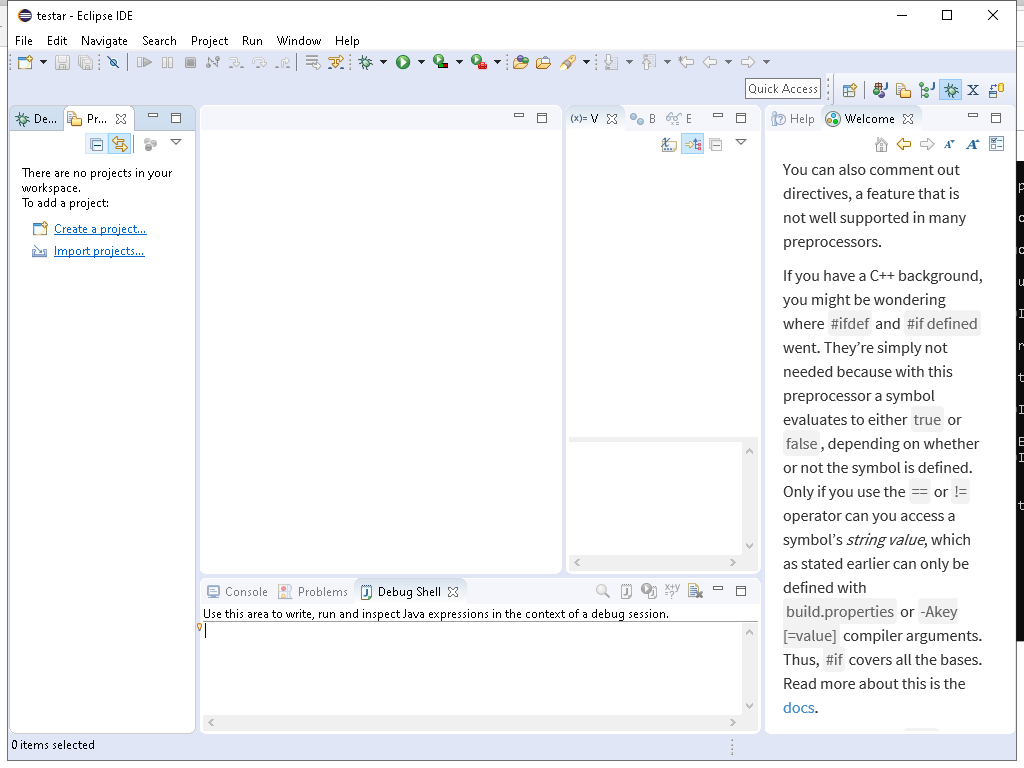 testar - Eclipse IDE
File Edit Navigate Search Project Run Window Help
Quick Access
De...
Pr...
There are no projects in your
workspace.
To add a project:
Create a project...
Import projects...
(x)= V
B
E
Help
Welcome
You can also comment out
directives, a feature that is
not well supported in many
preprocessors.
If you have a C++ background,
you might be wondering
where #ifdef and #if defined
went. They’re simply not
needed because with this
preprocessor a symbol
evaluates to either true or
false , depending on whether
or not the symbol is defined.
Only if you use the == or !=
operator can you access a
symbol’s string value, which
as stated earlier can only be
defined with
build.properties or -Akey
[=value] compiler arguments.
Thus, #if covers all the bases.
Read more about this is the
docs.
Console
Problems
Debug Shell
Use this area to write, run and inspect Java expressions in the context of a debug session.
0 items selected